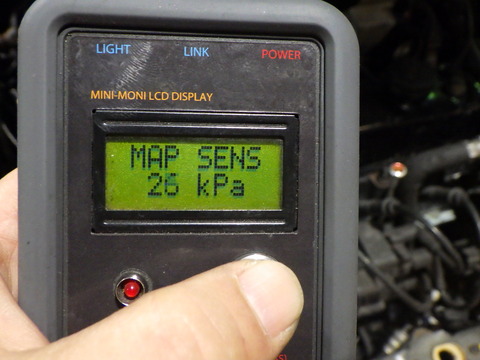 LIGHT LINK POWER
MINI-MONI LCD DISPLAY
MAP SENS
26 kPa